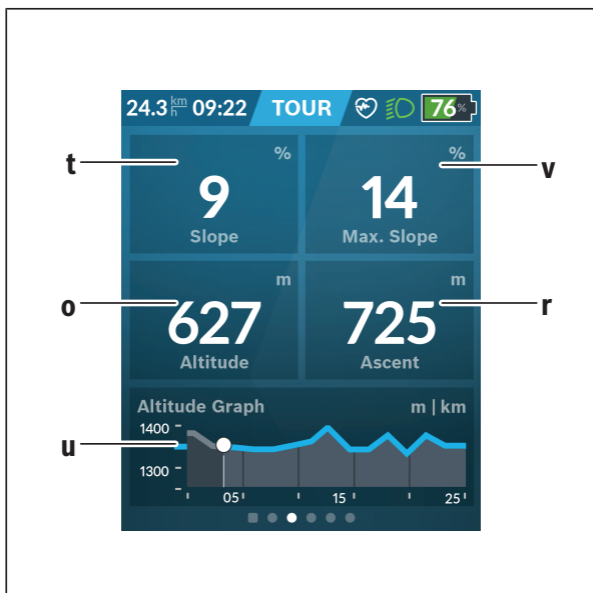 24.3 km/h 09:22 TOUR 76%
t % % v
9 14
Slope Max. Slope
o m m r
627 725
Altitude Ascent
Altitude Graph m | km
1400
u
1300
05 15 25